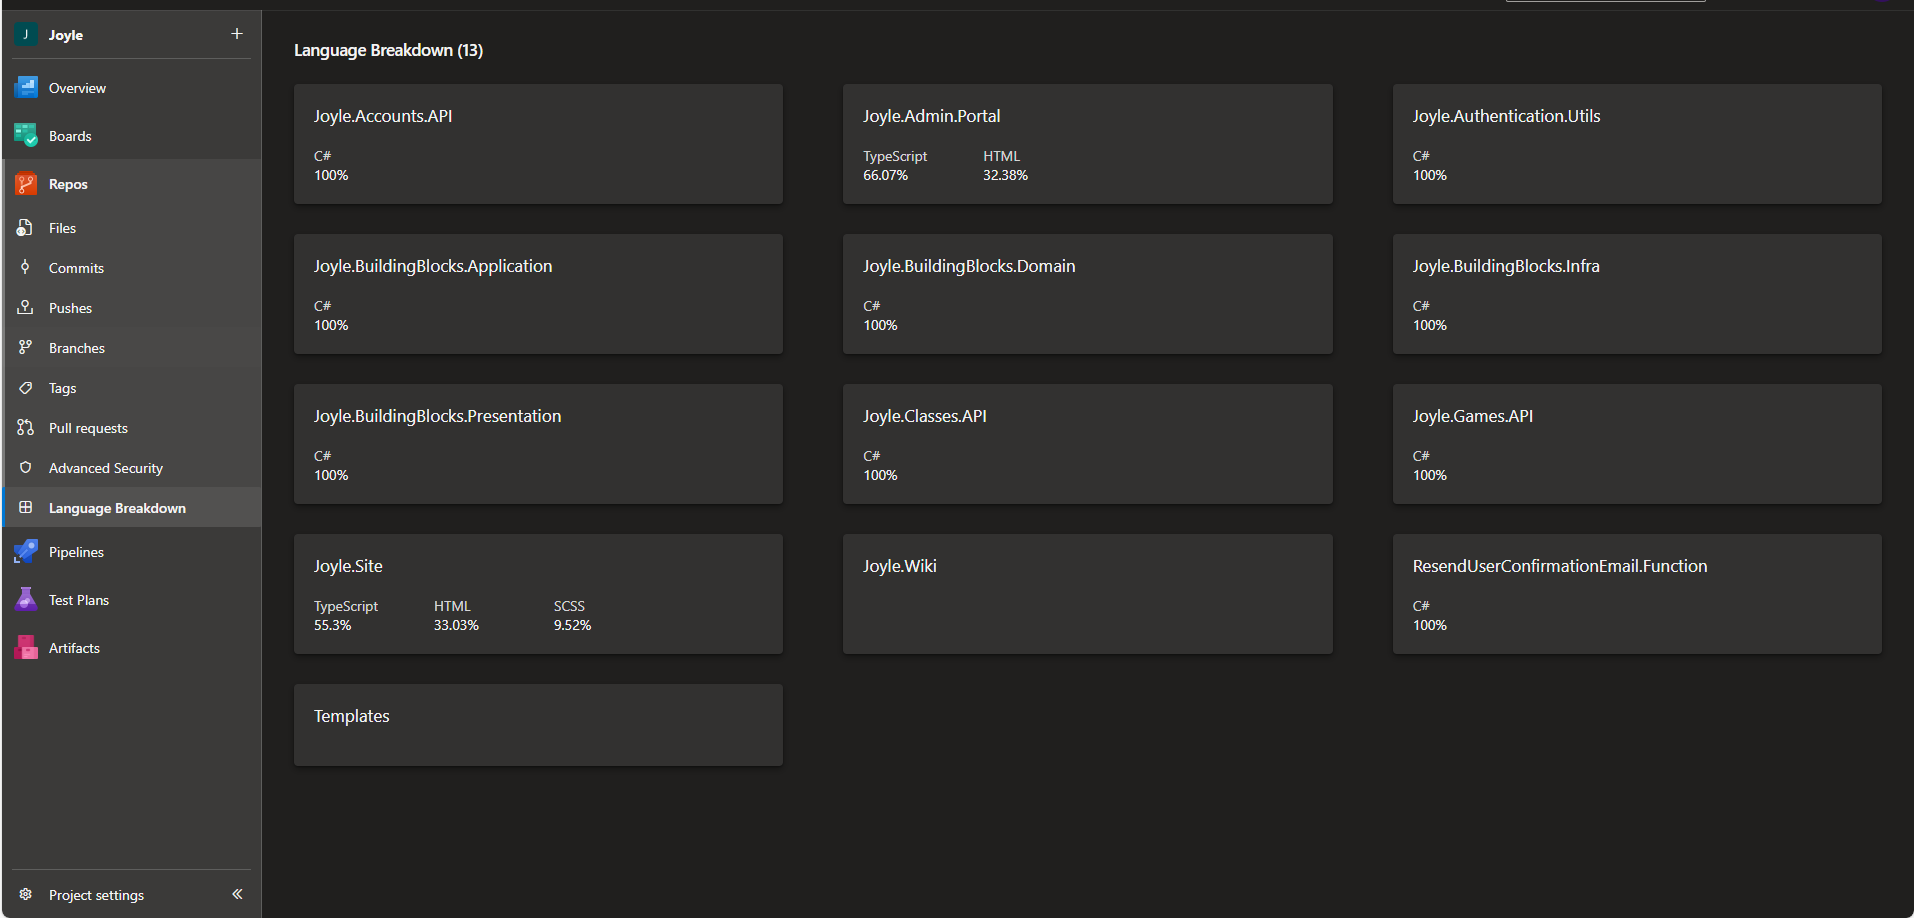 J Joyle
Overview
Boards
Repos
Files
Commits
Pushes
Branches
Tags
Pull requests
Advanced Security
Language Breakdown
Pipelines
Test Plans
Artifacts
Project settings
Language Breakdown (13)
Joyle.Accounts.API
C#
100%
Joyle.Admin.Portal
TypeScript HTML
66.07% 32.38%
Joyle.Authentication.Utils
C#
100%
Joyle.BuildingBlocks.Application
C#
100%
Joyle.BuildingBlocks.Domain
C#
100%
Joyle.BuildingBlocks.Infra
C#
100%
Joyle.BuildingBlocks.Presentation
C#
100%
Joyle.Classes.API
C#
100%
Joyle.Games.API
C#
100%
Joyle.Site
TypeScript HTML SCSS
55.3% 33.03% 9.52%
Joyle.Wiki
ResendUserConfirmationEmail.Function
C#
100%
Templates